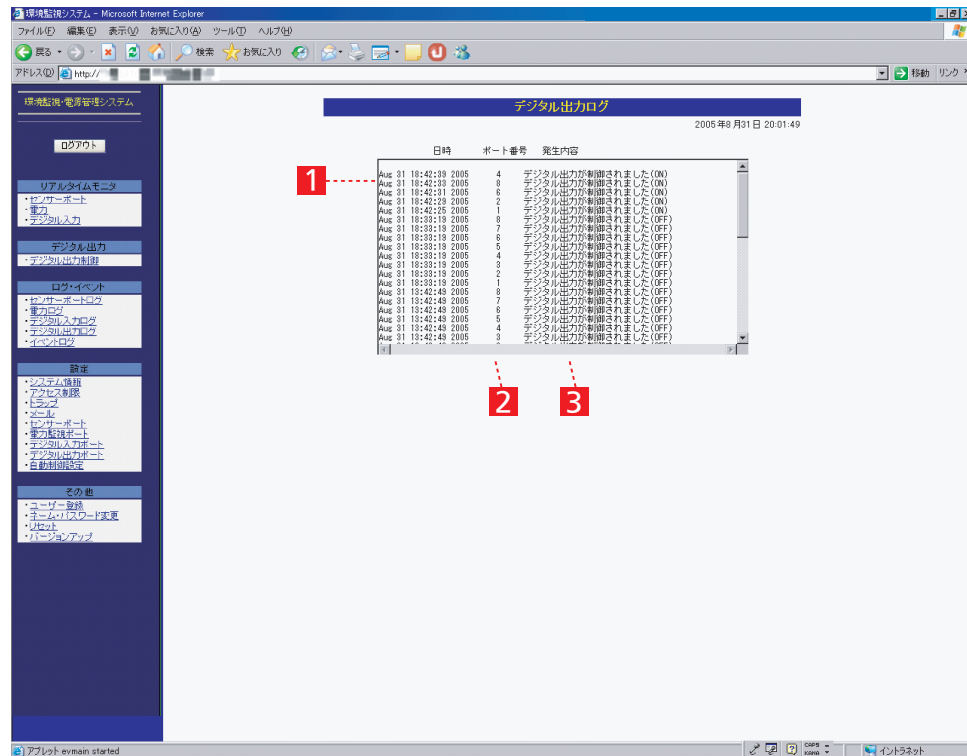 環境監視システム - Microsoft Internet Explorer
ファイル(F) 編集(E) 表示(V) お気に入り(A) ツール(T) ヘルプ(H)
戻る 検索 お気に入り
アドレス(D) http:// 移動 リンク
環境監視・電源管理システム
ログアウト
リアルタイムモニタ
・センサーポート
・電力
・デジタル入力
デジタル出力
・デジタル出力制御
ログ・イベント
・センサーポートログ
・電力ログ
・デジタル入力ログ
・デジタル出力ログ
・イベントログ
設定
・システム情報
・アクセス制限
・トラップ
・メール
・センサーポート
・電力監視ポート
・デジタル入力ポート
・デジタル出力ポート
・自動制御設定
その他
・ユーザー登録
・ネーム・パスワード変更
・リセット
・バージョンアップ
デジタル出力ログ
2005年8月31日 20:01:49
日時 ポート番号 発生内容
1
Aug 31 18:42:39 2005 4 デジタル出力が制御されました(ON)
Aug 31 18:42:33 2005 8 デジタル出力が制御されました(ON)
Aug 31 18:42:31 2005 6 デジタル出力が制御されました(ON)
Aug 31 18:42:29 2005 2 デジタル出力が制御されました(ON)
Aug 31 18:42:25 2005 1 デジタル出力が制御されました(ON)
Aug 31 18:33:19 2005 8 デジタル出力が制御されました(OFF)
Aug 31 18:33:19 2005 7 デジタル出力が制御されました(OFF)
Aug 31 18:33:19 2005 6 デジタル出力が制御されました(OFF)
Aug 31 18:33:19 2005 5 デジタル出力が制御されました(OFF)
Aug 31 18:33:19 2005 4 デジタル出力が制御されました(OFF)
Aug 31 18:33:19 2005 3 デジタル出力が制御されました(OFF)
Aug 31 18:33:19 2005 2 デジタル出力が制御されました(OFF)
Aug 31 18:33:19 2005 1 デジタル出力が制御されました(OFF)
Aug 31 13:42:49 2005 8 デジタル出力が制御されました(OFF)
Aug 31 13:42:49 2005 7 デジタル出力が制御されました(OFF)
Aug 31 13:42:49 2005 6 デジタル出力が制御されました(OFF)
Aug 31 13:42:49 2005 5 デジタル出力が制御されました(OFF)
Aug 31 13:42:49 2005 4 デジタル出力が制御されました(OFF)
Aug 31 13:42:49 2005 3 デジタル出力が制御されました(OFF)
2 3
アプレット evmain started
CAPS
KANA
イントラネット